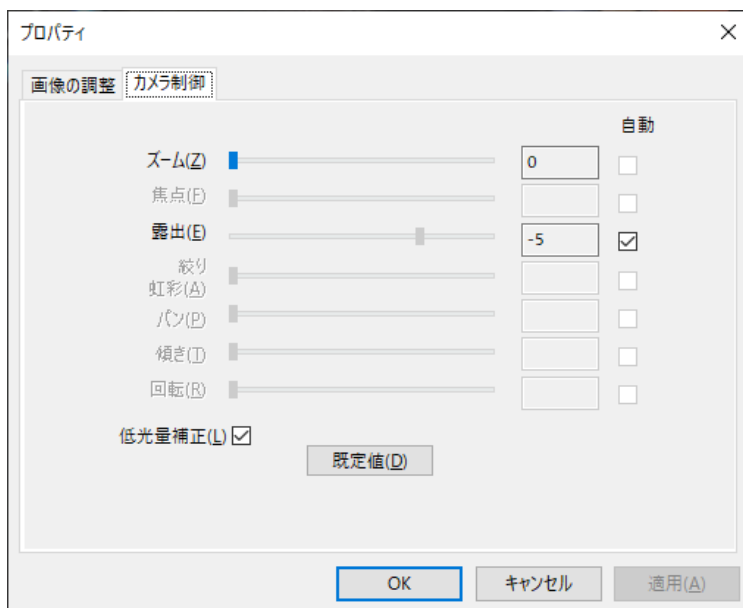 プロパティ
画像の調整 カメラ制御
自動
ズーム(Z) 0
焦点(F)
露出(E) -5
絞り
虹彩(A)
パン(P)
傾き(T)
回転(R)
低光量補正(L)
既定値(D)
OK キャンセル 適用(A)